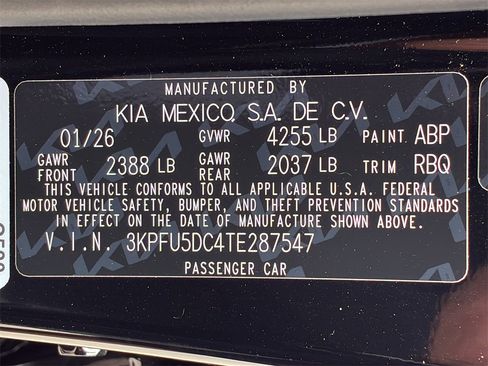 MANUFACTURED BY
KIA MEXICO, S.A. DE C.V.
01/26 GVWR 4255 LB PAINT ABP
GAWR FRONT 2388 LB GAWR REAR 2037 LB TRIM RBQ
THIS VEHICLE CONFORMS TO ALL APPLICABLE U.S.A. FEDERAL
MOTOR VEHICLE SAFETY, BUMPER, AND THEFT PREVENTION STANDARDS
IN EFFECT ON THE DATE OF MANUFACTURE SHOWN ABOVE.
V.I.N. 3KPFU5DC4TE287547
PASSENGER CAR